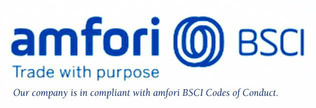 amfori BSCI
Trade with purpose
Our company is in compliant with amfori BSCI Codes of Conduct.